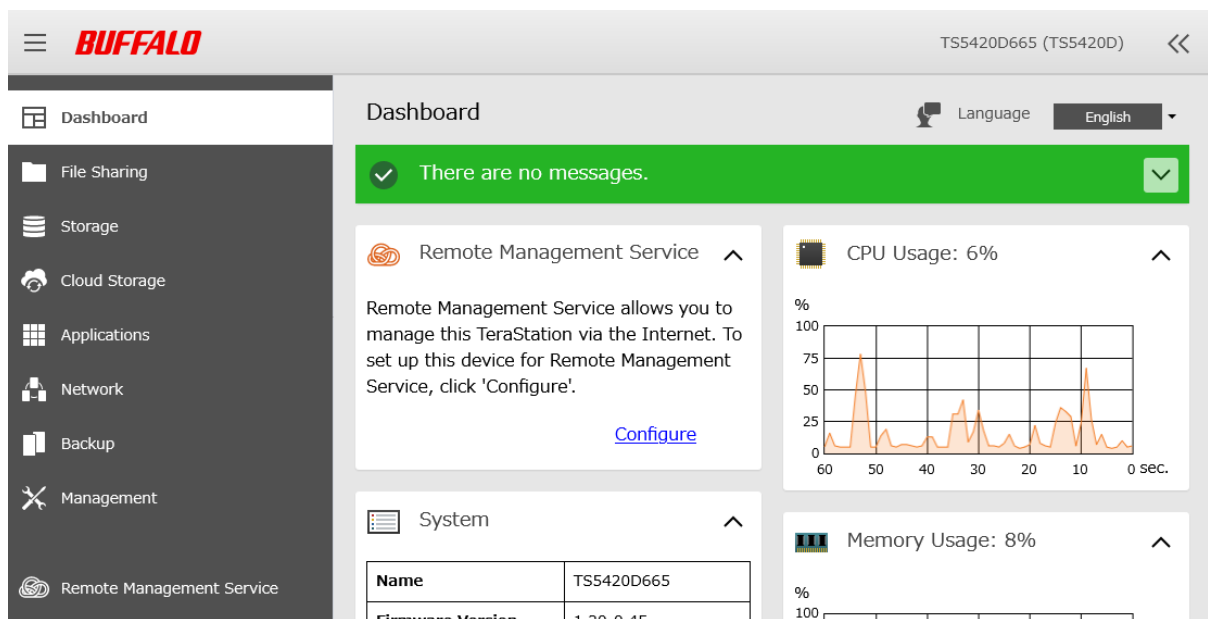 BUFFALO
TS5420D665 (TS5420D)
Dashboard
File Sharing
Storage
Cloud Storage
Applications
Network
Backup
Management
Remote Management Service
Dashboard
Language
English
There are no messages.
Remote Management Service
Remote Management Service allows you to
manage this TeraStation via the Internet. To
set up this device for Remote Management
Service, click 'Configure'.
Configure
System
Name TS5420D665
Firmware Version
CPU Usage: 6%
%
100
75
50
25
0
60 50 40 30 20 10 0 sec.
Memory Usage: 8%
%
100